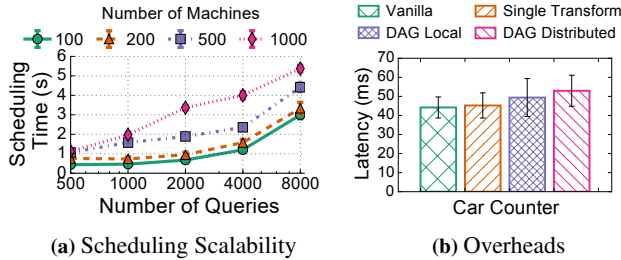 Number of Machines
100 200 500 1000
Scheduling
Time (s)
6
5
4
3
2
1
0
500 1000 2000 4000 8000
Number of Queries
(a) Scheduling Scalability
Vanilla Single Transform
DAG Local DAG Distributed
Latency (ms)
70
60
50
40
30
20
10
0
Car Counter
(b) Overheads